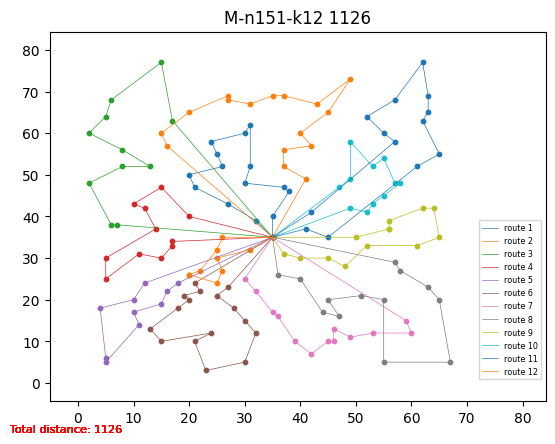 M-n151-k12 1126
80
70
60
50
40
30
20
10
0
0 10 20 30 40 50 60 70 80
route 1
route 2
route 3
route 4
route 5
route 6
route 7
route 8
route 9
route 10
route 11
route 12
Total distance: 1126